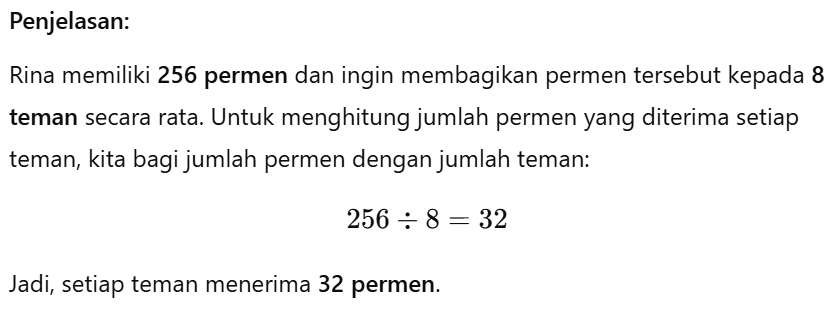 Penjelasan:
Rina memiliki 256 permen dan ingin membagikan permen tersebut kepada 8
teman secara rata. Untuk menghitung jumlah permen yang diterima setiap
teman, kita bagi jumlah permen dengan jumlah teman:
256 ÷ 8 = 32
Jadi, setiap teman menerima 32 permen.